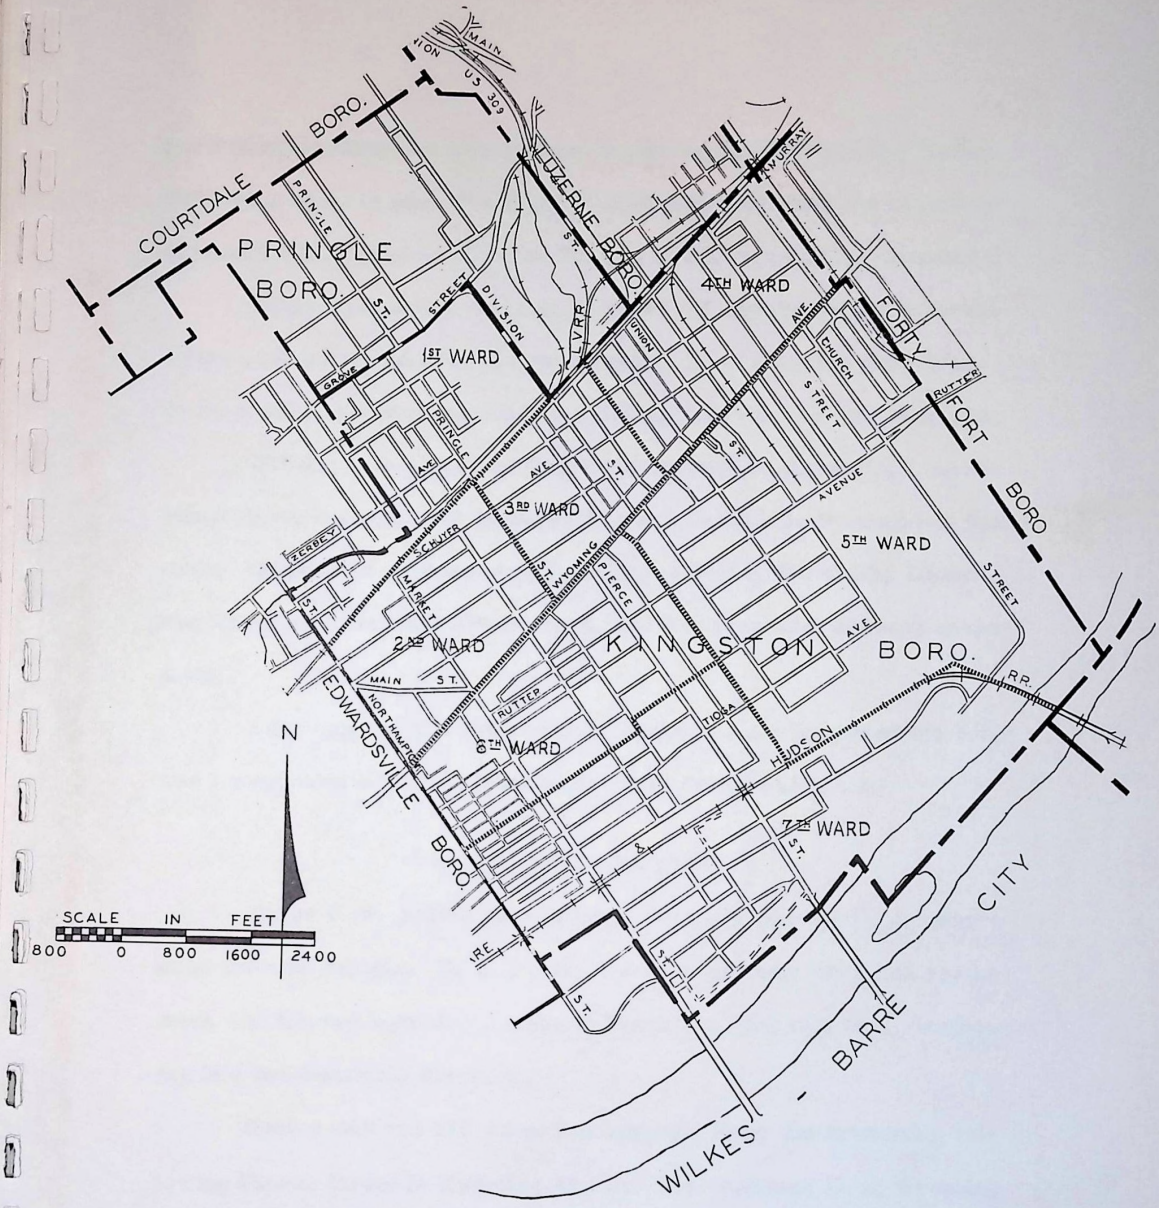 MAIN
U.S. 309
COURTDALE BORO.
PRINGLE
PRINGLE BORO.
ST.
LUZERNE BORO.
ST.
MURRAY
4TH WARD
GROVE STREET
DIVISION
L.V.R.R.
1ST WARD
UNION
ST.
AVE.
CHURCH
STREET
FORTY FORT BORO
RUTTER
AVENUE
STREET
PRINGLE
AVE
AVE
ST.
3RD WARD
5TH WARD
ZERBEY
SCHUYER
ST.
WYOMING
PIERCE
ST.
MARKET
2ND WARD
KINGSTON BORO.
AVE
MAIN ST.
NORTHAMPTON
RUTTER
TIOGA
RR.
EDWARDSVILLE BORO.
6TH WARD
HUDSON
&
7TH WARD
ST.
N
SCALE IN FEET
800 0 800 1600 2400
ST.
ST.
WILKES BARRE CITY